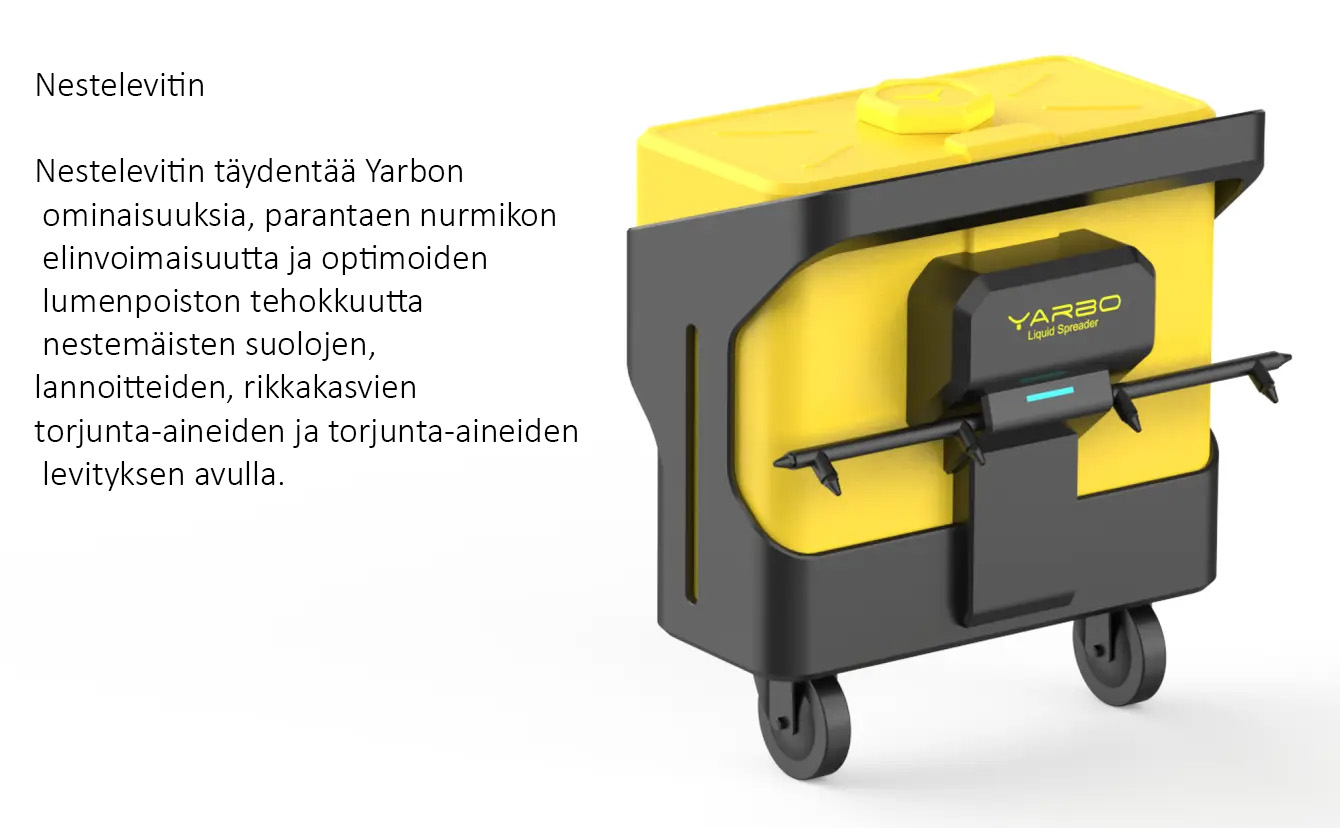 Nestelevitin
Nestelevitin täydentää Yarbon
ominaisuuksia, parantaen nurmikon
elinvoimaisuutta ja optimoiden
lumenpoiston tehokkuutta
nestemäisten suolojen,
lannoitteiden, rikkakasvien
torjunta-aineiden ja torjunta-aineiden
levityksen avulla.
YARBO
Liquid Spreader